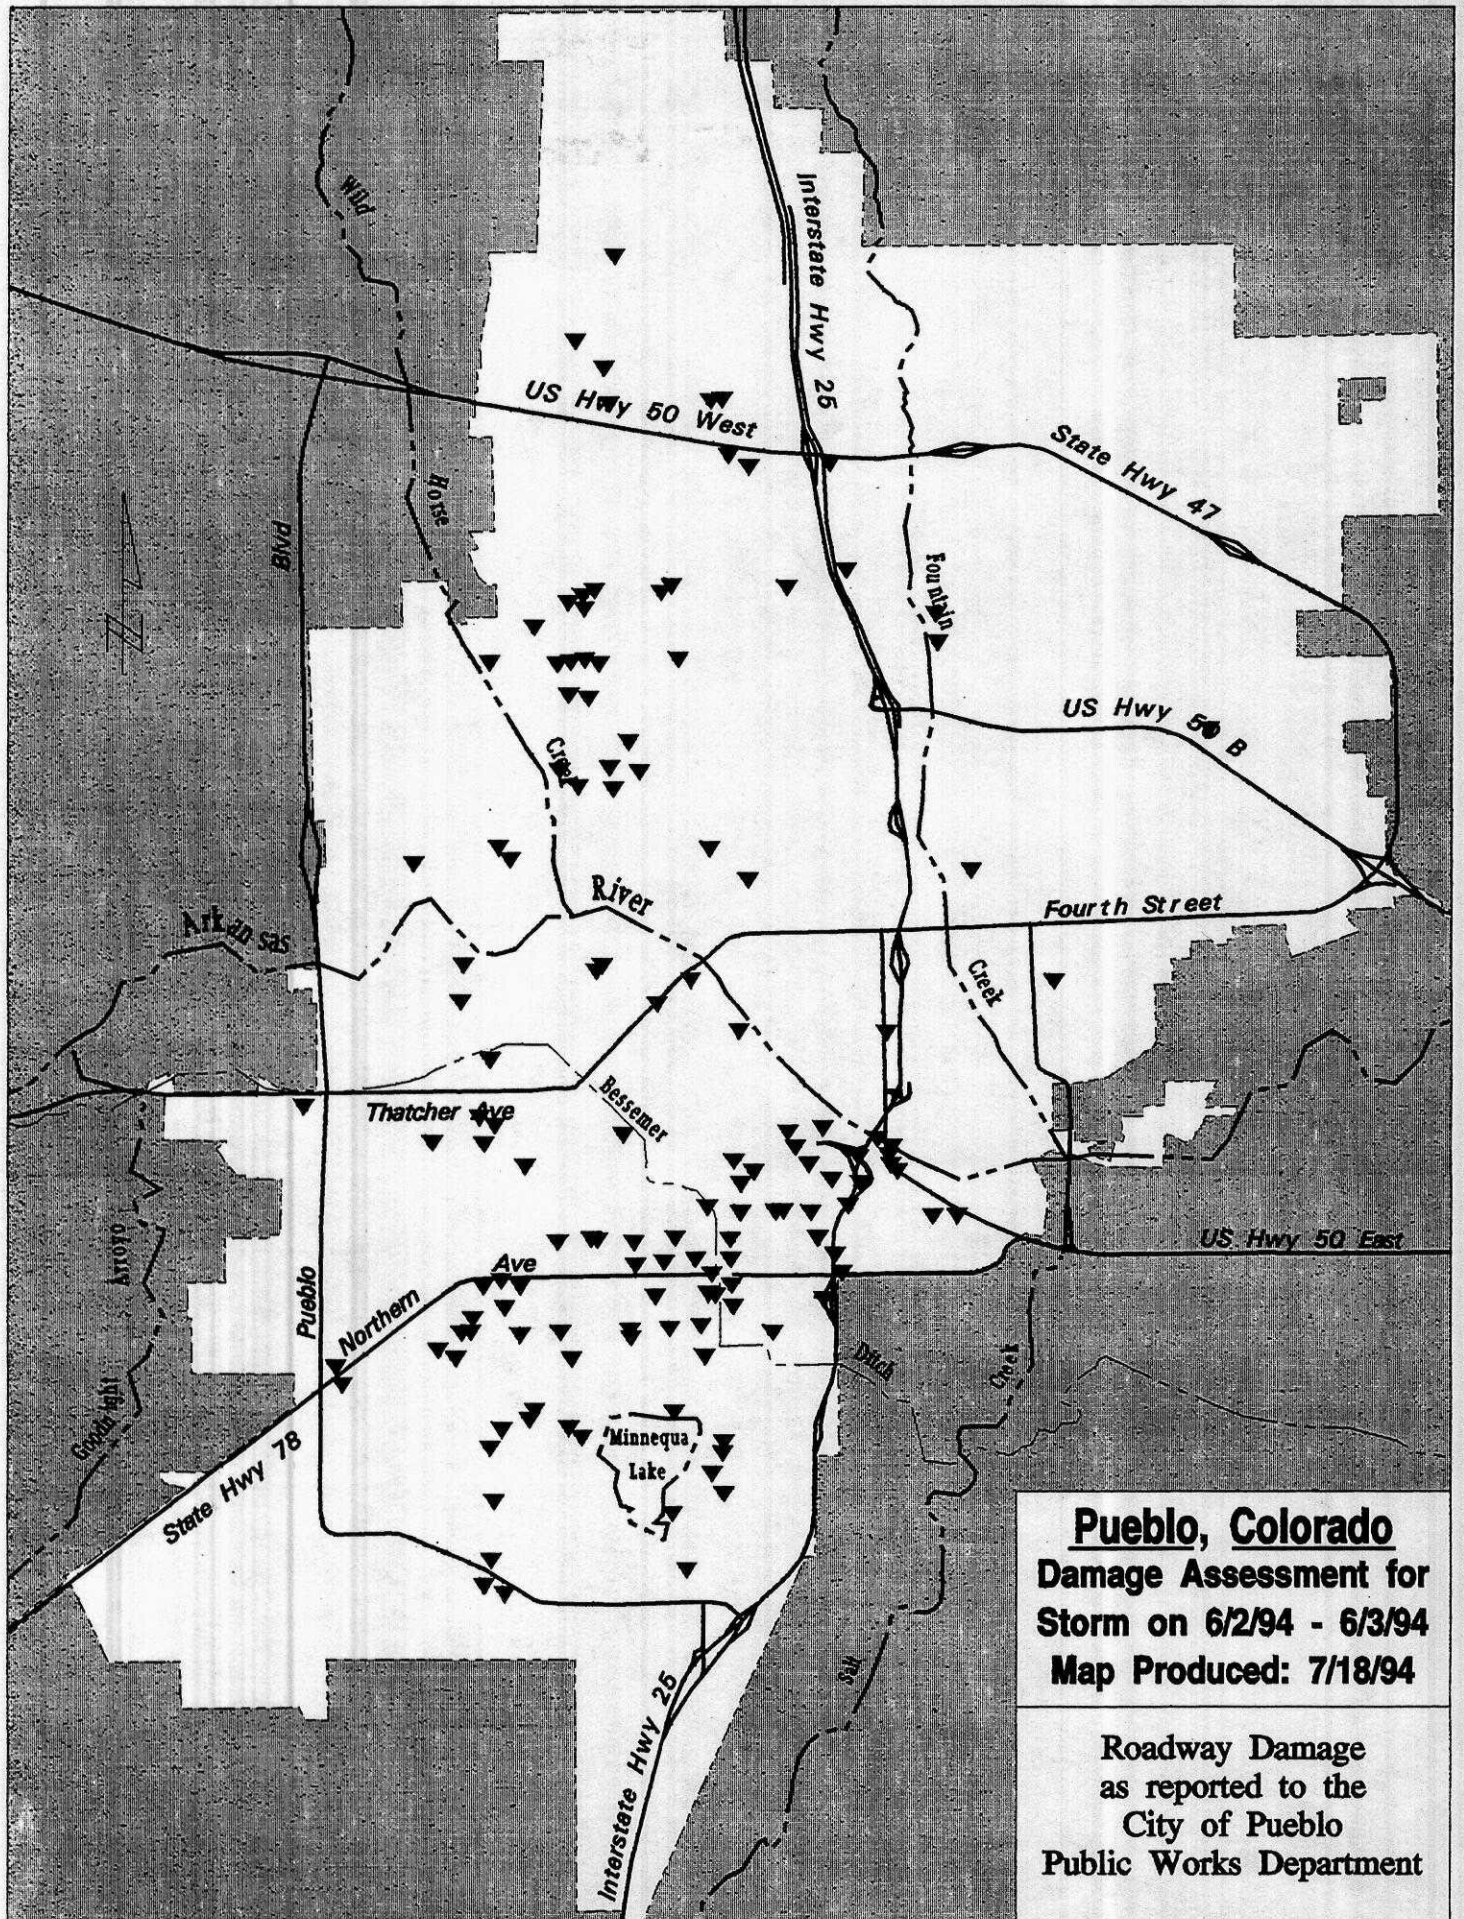 Wild
Interstate Hwy 25
US Hwy 50 West
State Hwy 47
Horse
Blvd
Fountain
US Hwy 50 B
Creek
River
Arkansas
Fourth Street
Creek
Bessemer
Thatcher Ave
Arroyo
US Hwy 50 East
Ave
Pueblo
Northern
Ditch
Creek
Goodnight
Minnequa
Lake
State Hwy 78
Salt
Interstate Hwy 25
N
Pueblo, Colorado
Damage Assessment for
Storm on 6/2/94 - 6/3/94
Map Produced: 7/18/94
Roadway Damage
as reported to the
City of Pueblo
Public Works Department